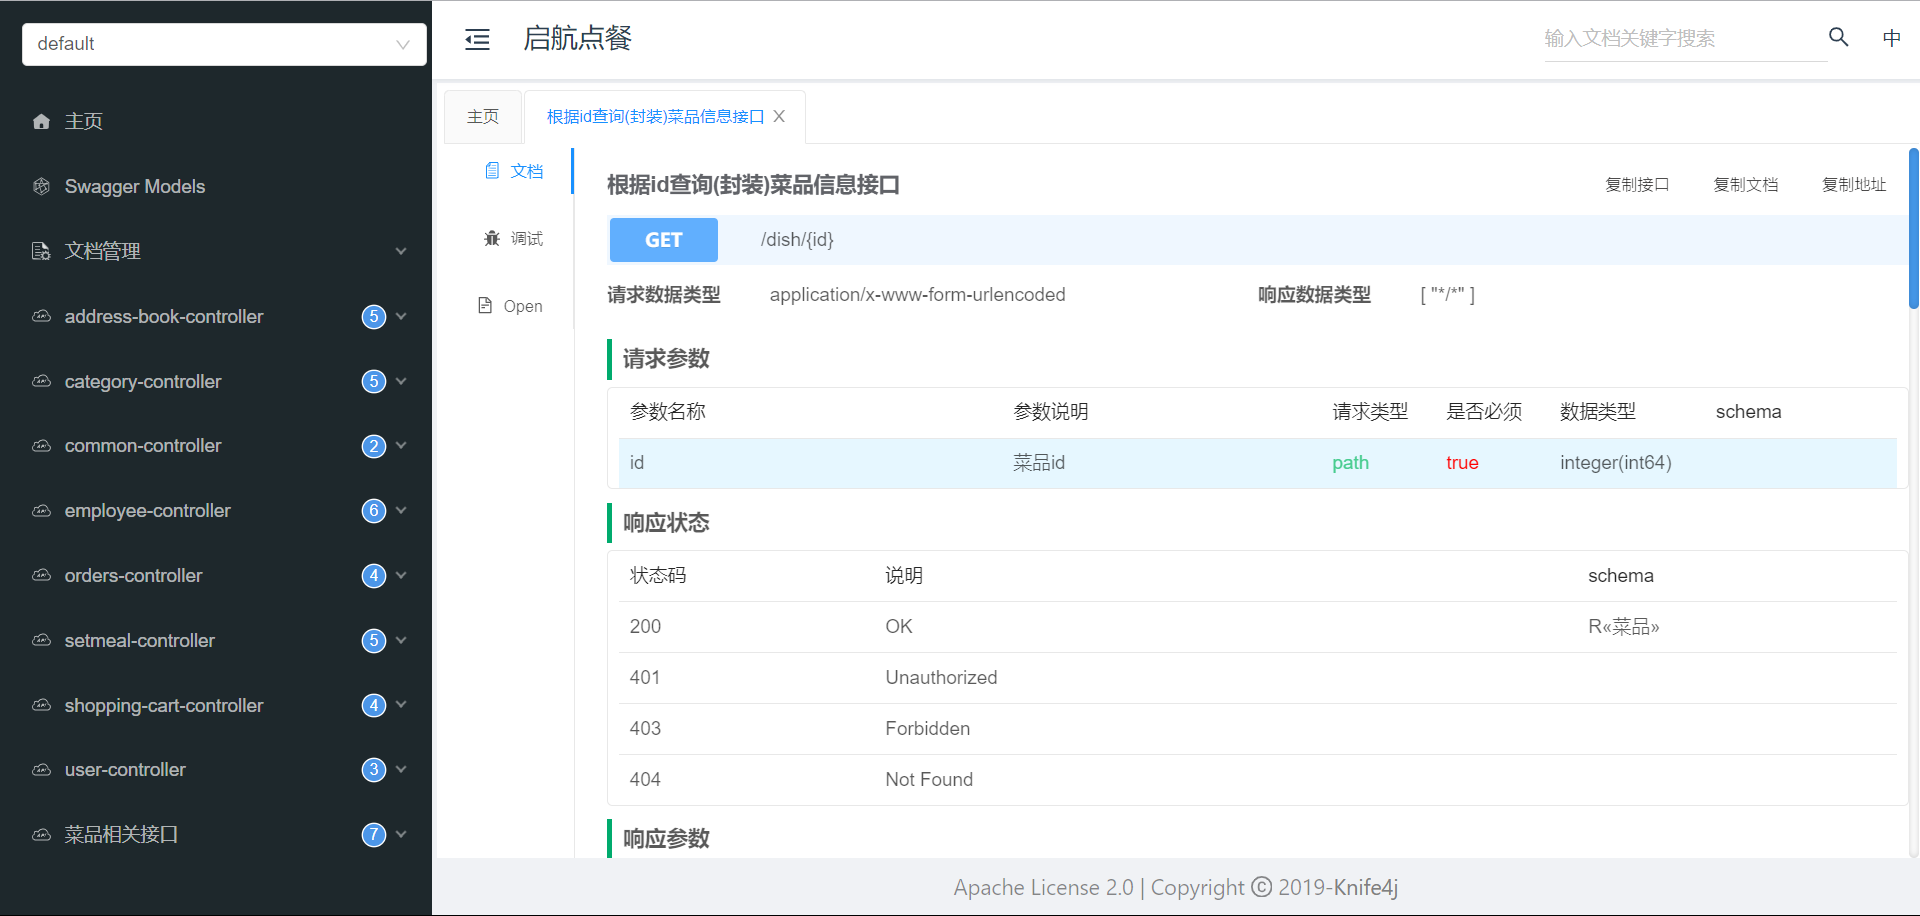 default
启航点餐
输入文档关键字搜索
中
主页
Swagger Models
文档管理
address-book-controller 5
category-controller 5
common-controller 2
employee-controller 6
orders-controller 4
setmeal-controller 5
shopping-cart-controller 4
user-controller 3
菜品相关接口 7
主页 根据id查询(封装)菜品信息接口 X
文档
调试
Open
根据id查询(封装)菜品信息接口 复制接口 复制文档 复制地址
GET /dish/{id}
请求数据类型 application/x-www-form-urlencoded 响应数据类型 [ "*/*" ]
请求参数
参数名称 参数说明 请求类型 是否必须 数据类型 schema
id 菜品id path true integer(int64)
响应状态
状态码 说明 schema
200 OK R«菜品»
401 Unauthorized
403 Forbidden
404 Not Found
响应参数
Apache License 2.0 | Copyright © 2019-Knife4j